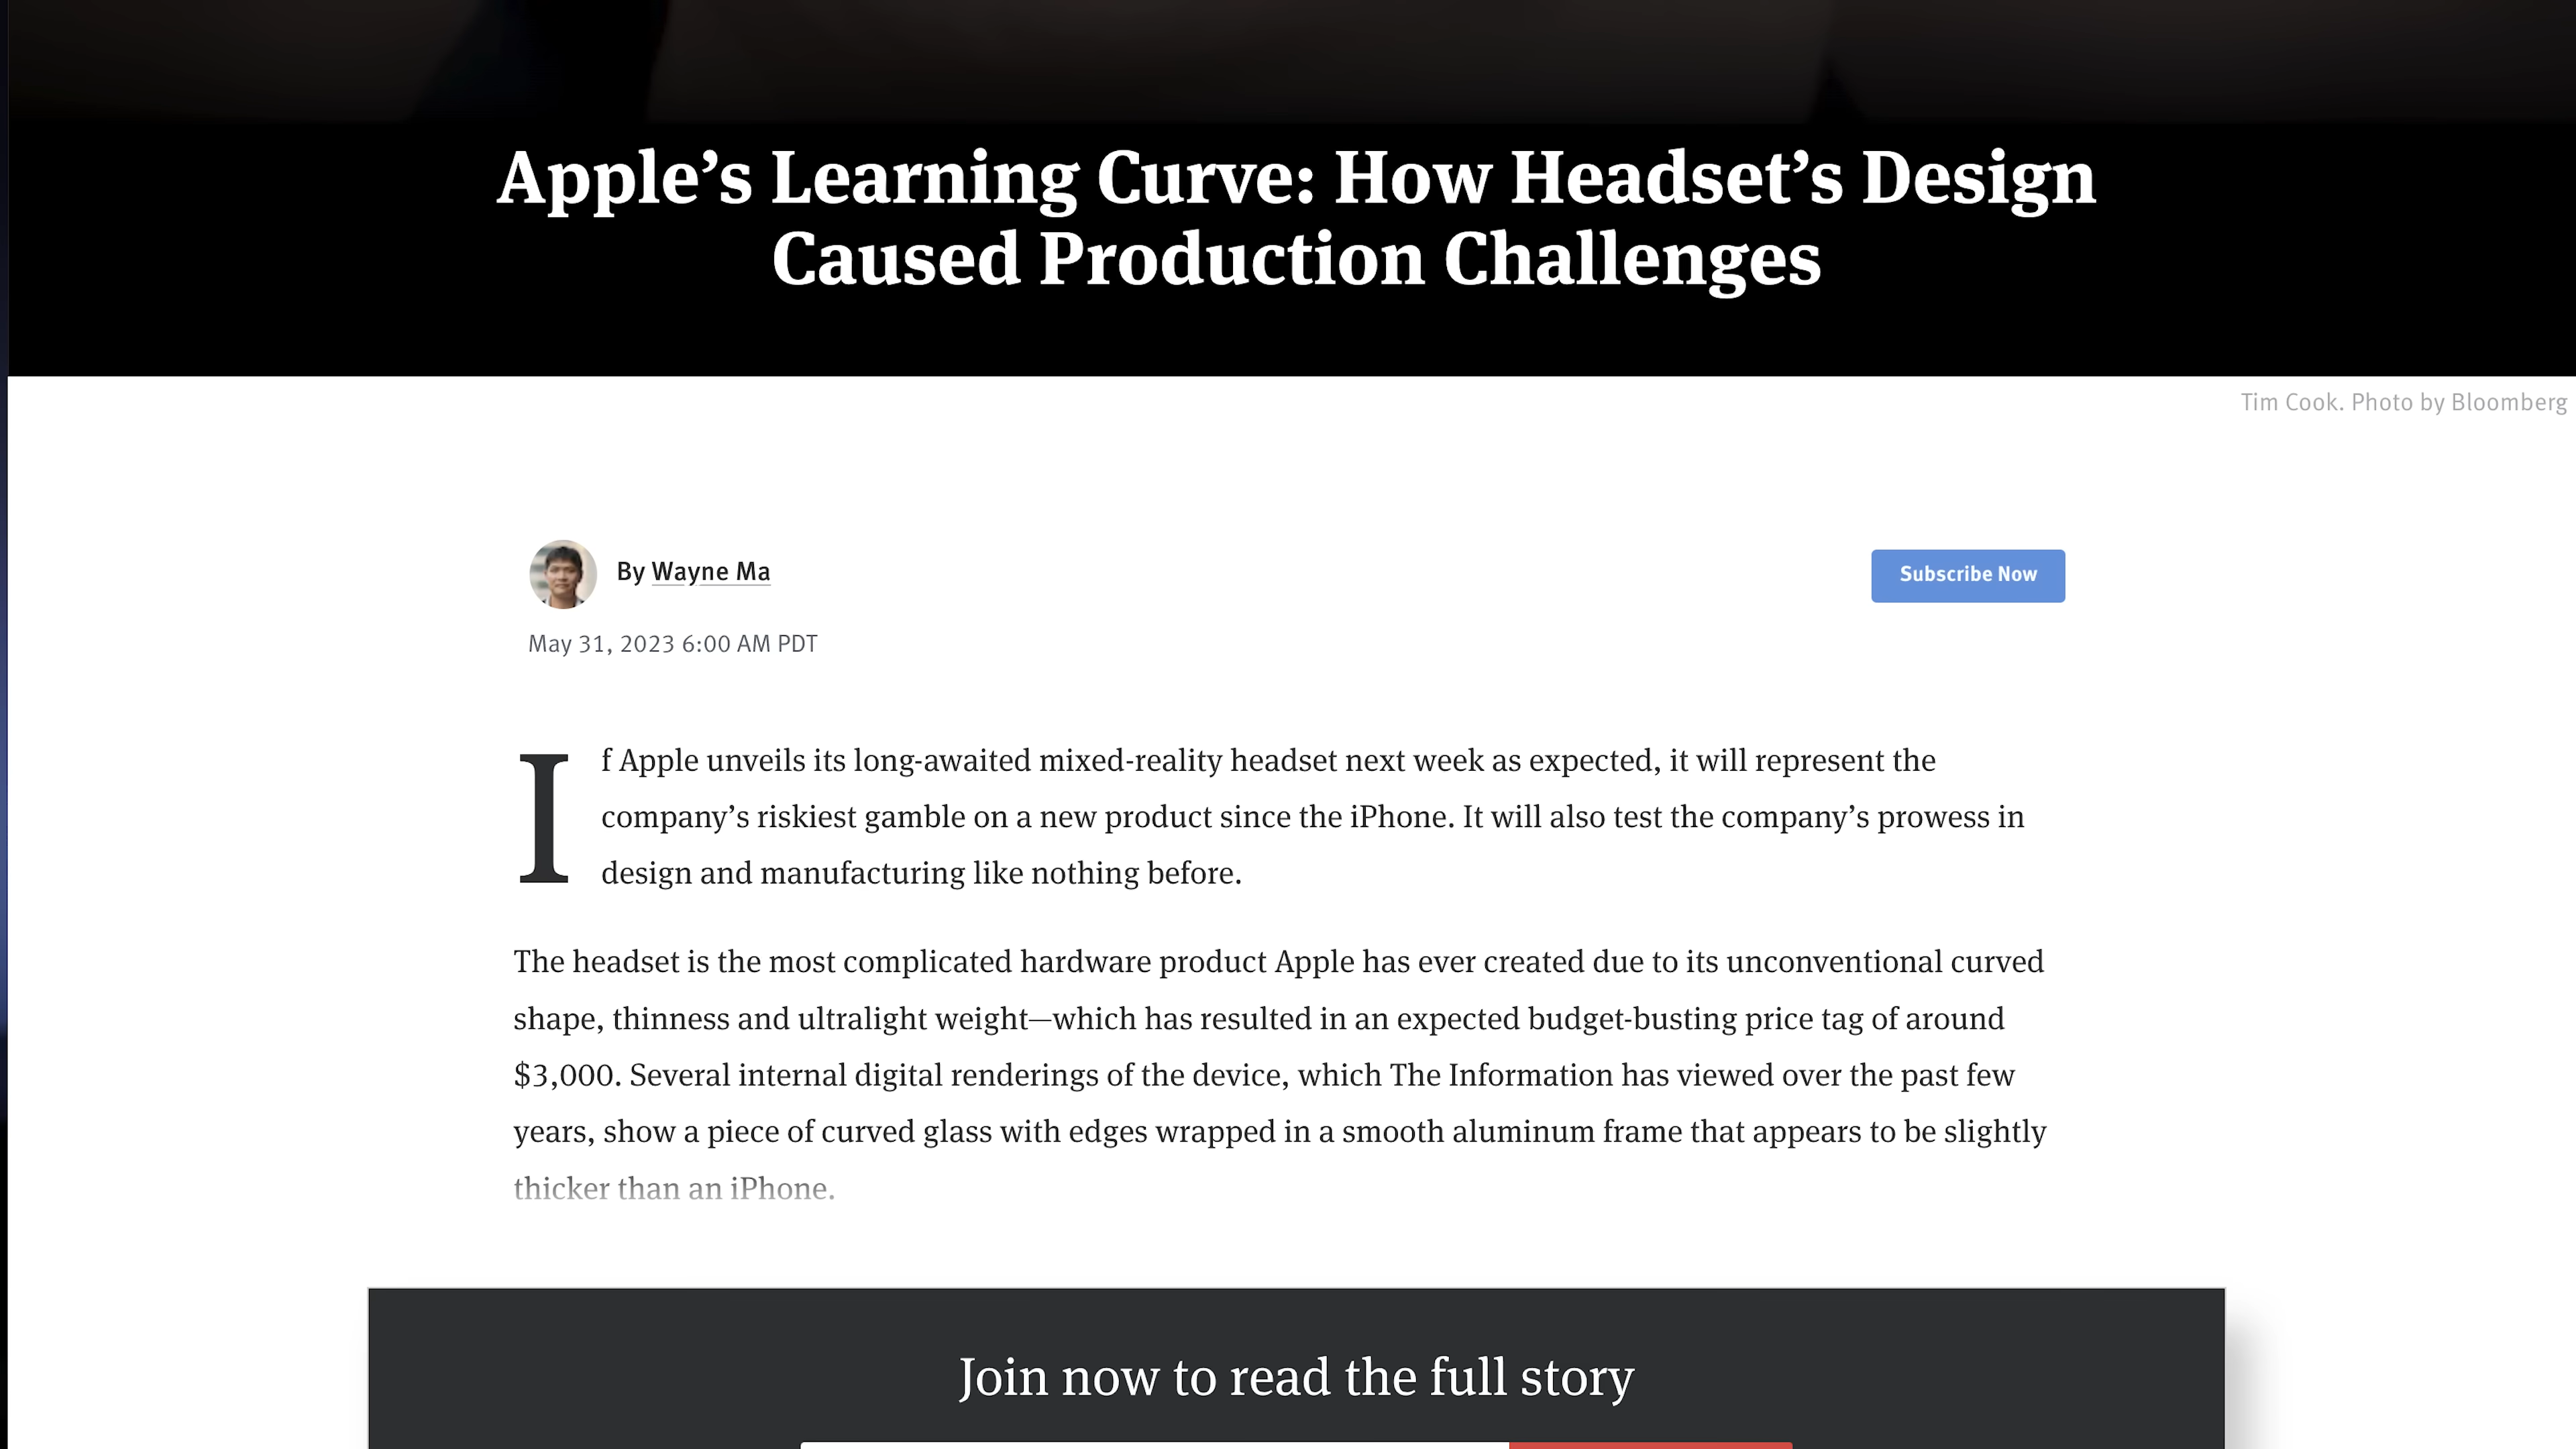 Apple’s Learning Curve: How Headset’s Design
Caused Production Challenges
Tim Cook. Photo by Bloomberg
By Wayne Ma
Subscribe Now
May 31, 2023 6:00 AM PDT
If Apple unveils its long-awaited mixed-reality headset next week as expected, it will represent the
company’s riskiest gamble on a new product since the iPhone. It will also test the company’s prowess in
design and manufacturing like nothing before.
The headset is the most complicated hardware product Apple has ever created due to its unconventional curved
shape, thinness and ultralight weight—which has resulted in an expected budget-busting price tag of around
$3,000. Several internal digital renderings of the device, which The Information has viewed over the past few
years, show a piece of curved glass with edges wrapped in a smooth aluminum frame that appears to be slightly
thicker than an iPhone.
Join now to read the full story